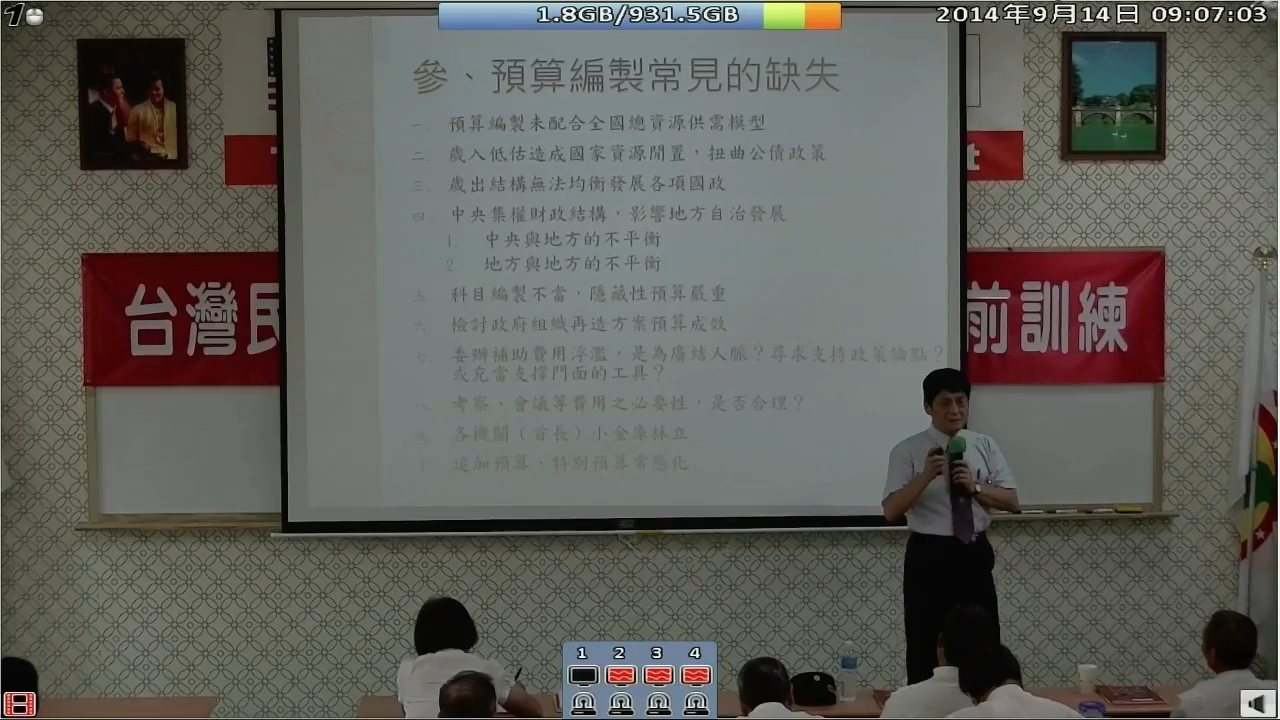 1
1.8GB/931.5GB
2014年9月14日 09:07:03
參、預算編製常見的缺失
一. 預算編製未配合全國總資源供需模型
二. 歲入低估造成國家資源閒置，扭曲公債政策
三. 歲出結構無法均衡發展各項國政
四. 中央集權財政結構，影響地方自治發展
1. 中央與地方的不平衡
2. 地方與地方的不平衡
五. 科目編製不當，隱藏性預算嚴重
六. 檢討政府組織再造方案預算成效
七. 委辦補助費用浮濫，是為廣結人脈？尋求支持政策論點？
或充當支撐門面的工具？
八. 考察、會議等費用之必要性，是否合理？
九. 各機關（首長）小金庫林立
十. 追加預算、特別預算常態化
台灣民
前訓練
t
1 2 3 4